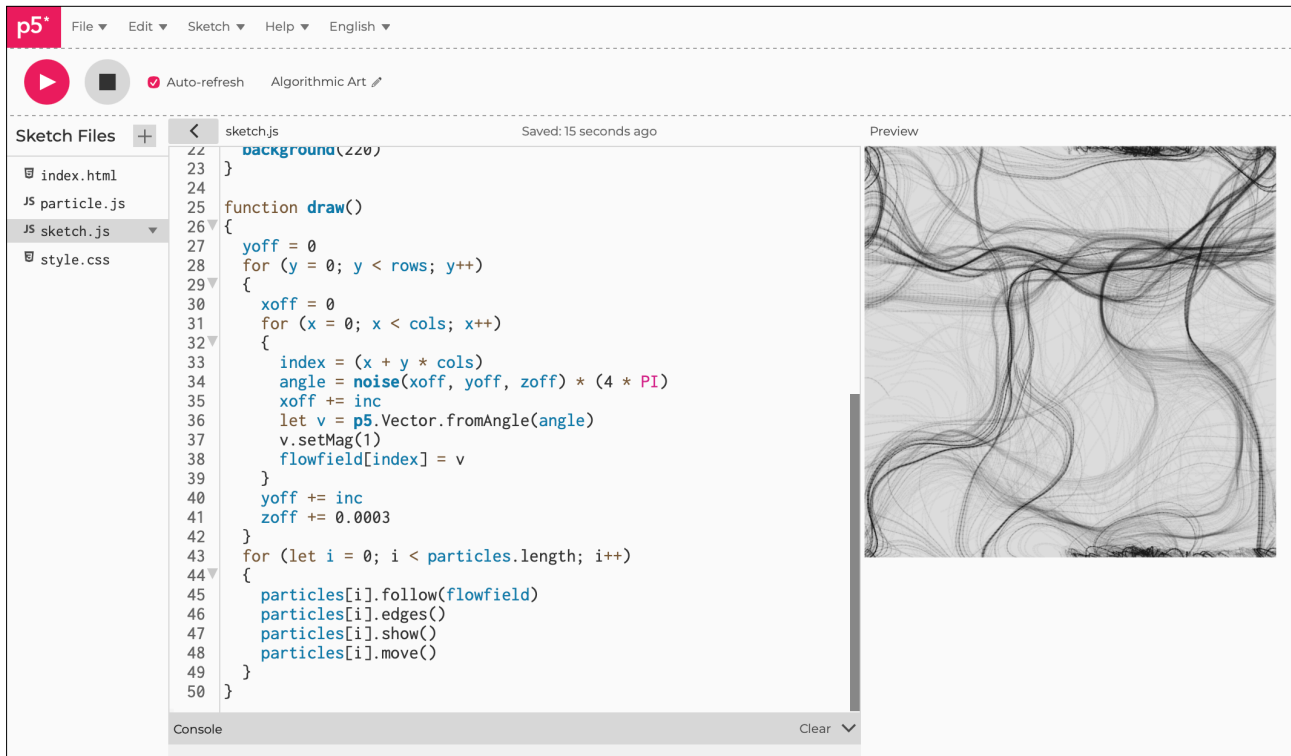 p5* File Edit Sketch Help English
Auto-refresh Algorithmic Art
Sketch Files +
index.html
particle.js
sketch.js
style.css
sketch.js Saved: 15 seconds ago Preview
22   background(220)
23 }
24
25 function draw()
26 {
27   yoff = 0
28   for (y = 0; y < rows; y++)
29   {
30     xoff = 0
31     for (x = 0; x < cols; x++)
32     {
33       index = (x + y * cols)
34       angle = noise(xoff, yoff, zoff) * (4 * PI)
35       xoff += inc
36       let v = p5.Vector.fromAngle(angle)
37       v.setMag(1)
38       flowfield[index] = v
39     }
40     yoff += inc
41     zoff += 0.0003
42   }
43   for (let i = 0; i < particles.length; i++)
44   {
45     particles[i].follow(flowfield)
46     particles[i].edges()
47     particles[i].show()
48     particles[i].move()
49   }
50 }
Console Clear